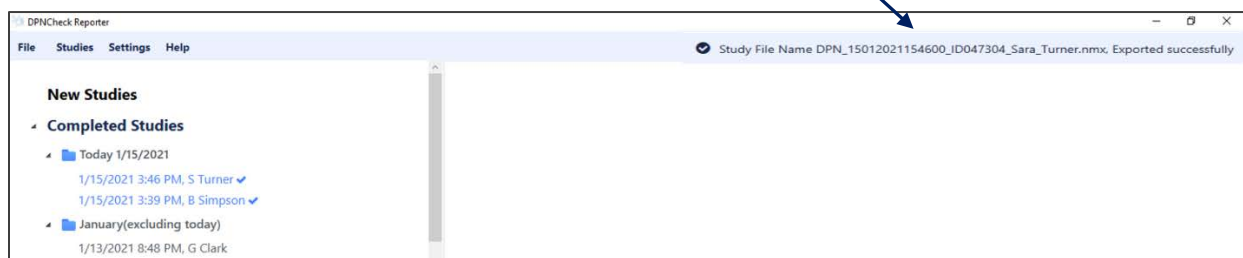 DPNCheck Reporter
File Studies Settings Help
Study File Name DPN_15012021154600_ID047304_Sara_Turner.nmx, Exported successfully
New Studies
Completed Studies
Today 1/15/2021
1/15/2021 3:46 PM, S Turner
1/15/2021 3:39 PM, B Simpson
January(excluding today)
1/13/2021 8:48 PM, G Clark